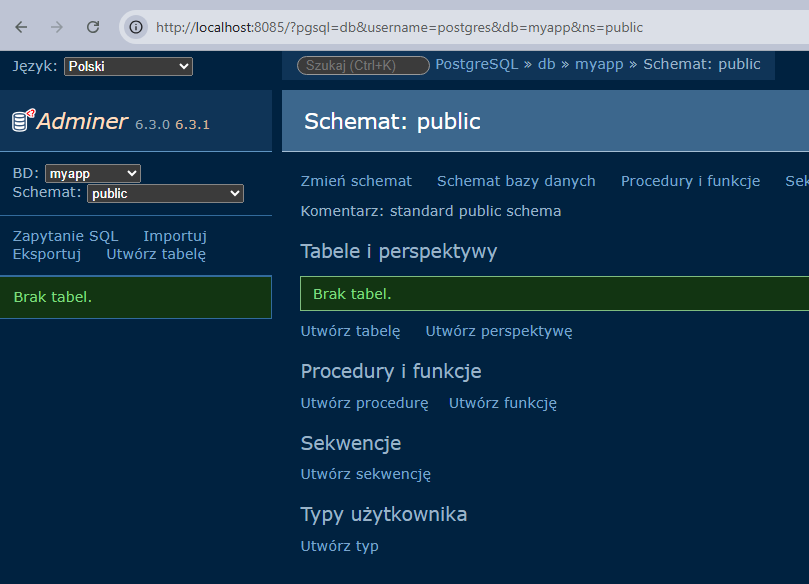 http://localhost:8085/?pgsql=db&username=postgres&db=myapp&ns=public
Język: Polski
Szukaj (Ctrl+K) PostgreSQL » db » myapp » Schemat: public
Adminer 6.3.0 6.3.1
Schemat: public
BD: myapp
Schemat: public
Zapytanie SQL Importuj
Eksportuj Utwórz tabelę
Brak tabel.
Zmień schemat Schemat bazy danych Procedury i funkcje Sek
Komentarz: standard public schema
Tabele i perspektywy
Brak tabel.
Utwórz tabelę Utwórz perspektywę
Procedury i funkcje
Utwórz procedurę Utwórz funkcję
Sekwencje
Utwórz sekwencję
Typy użytkownika
Utwórz typ